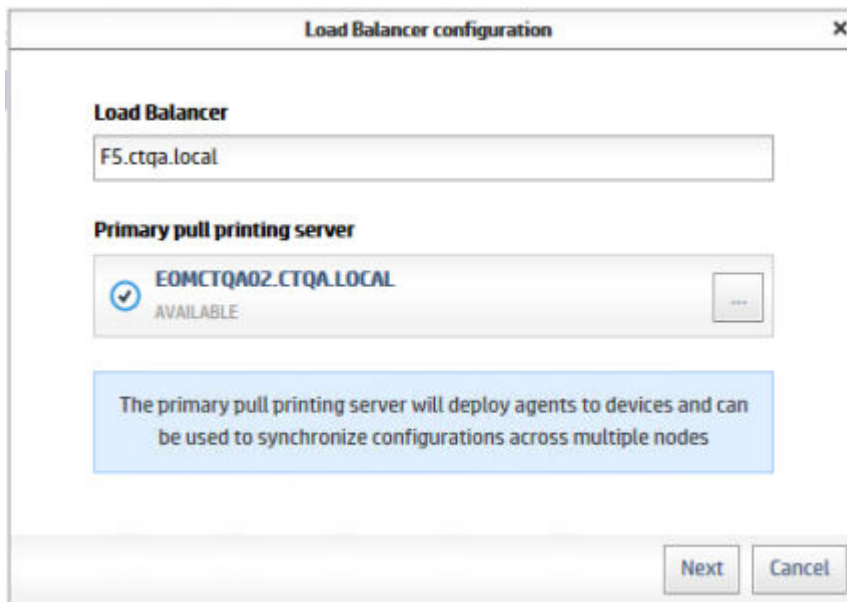 Load Balancer configuration
Load Balancer
F5.ctqa.local
Primary pull printing server
EOMCTQA02.CTQA.LOCAL
AVAILABLE
...
The primary pull printing server will deploy agents to devices and can
be used to synchronize configurations across multiple nodes
Next Cancel